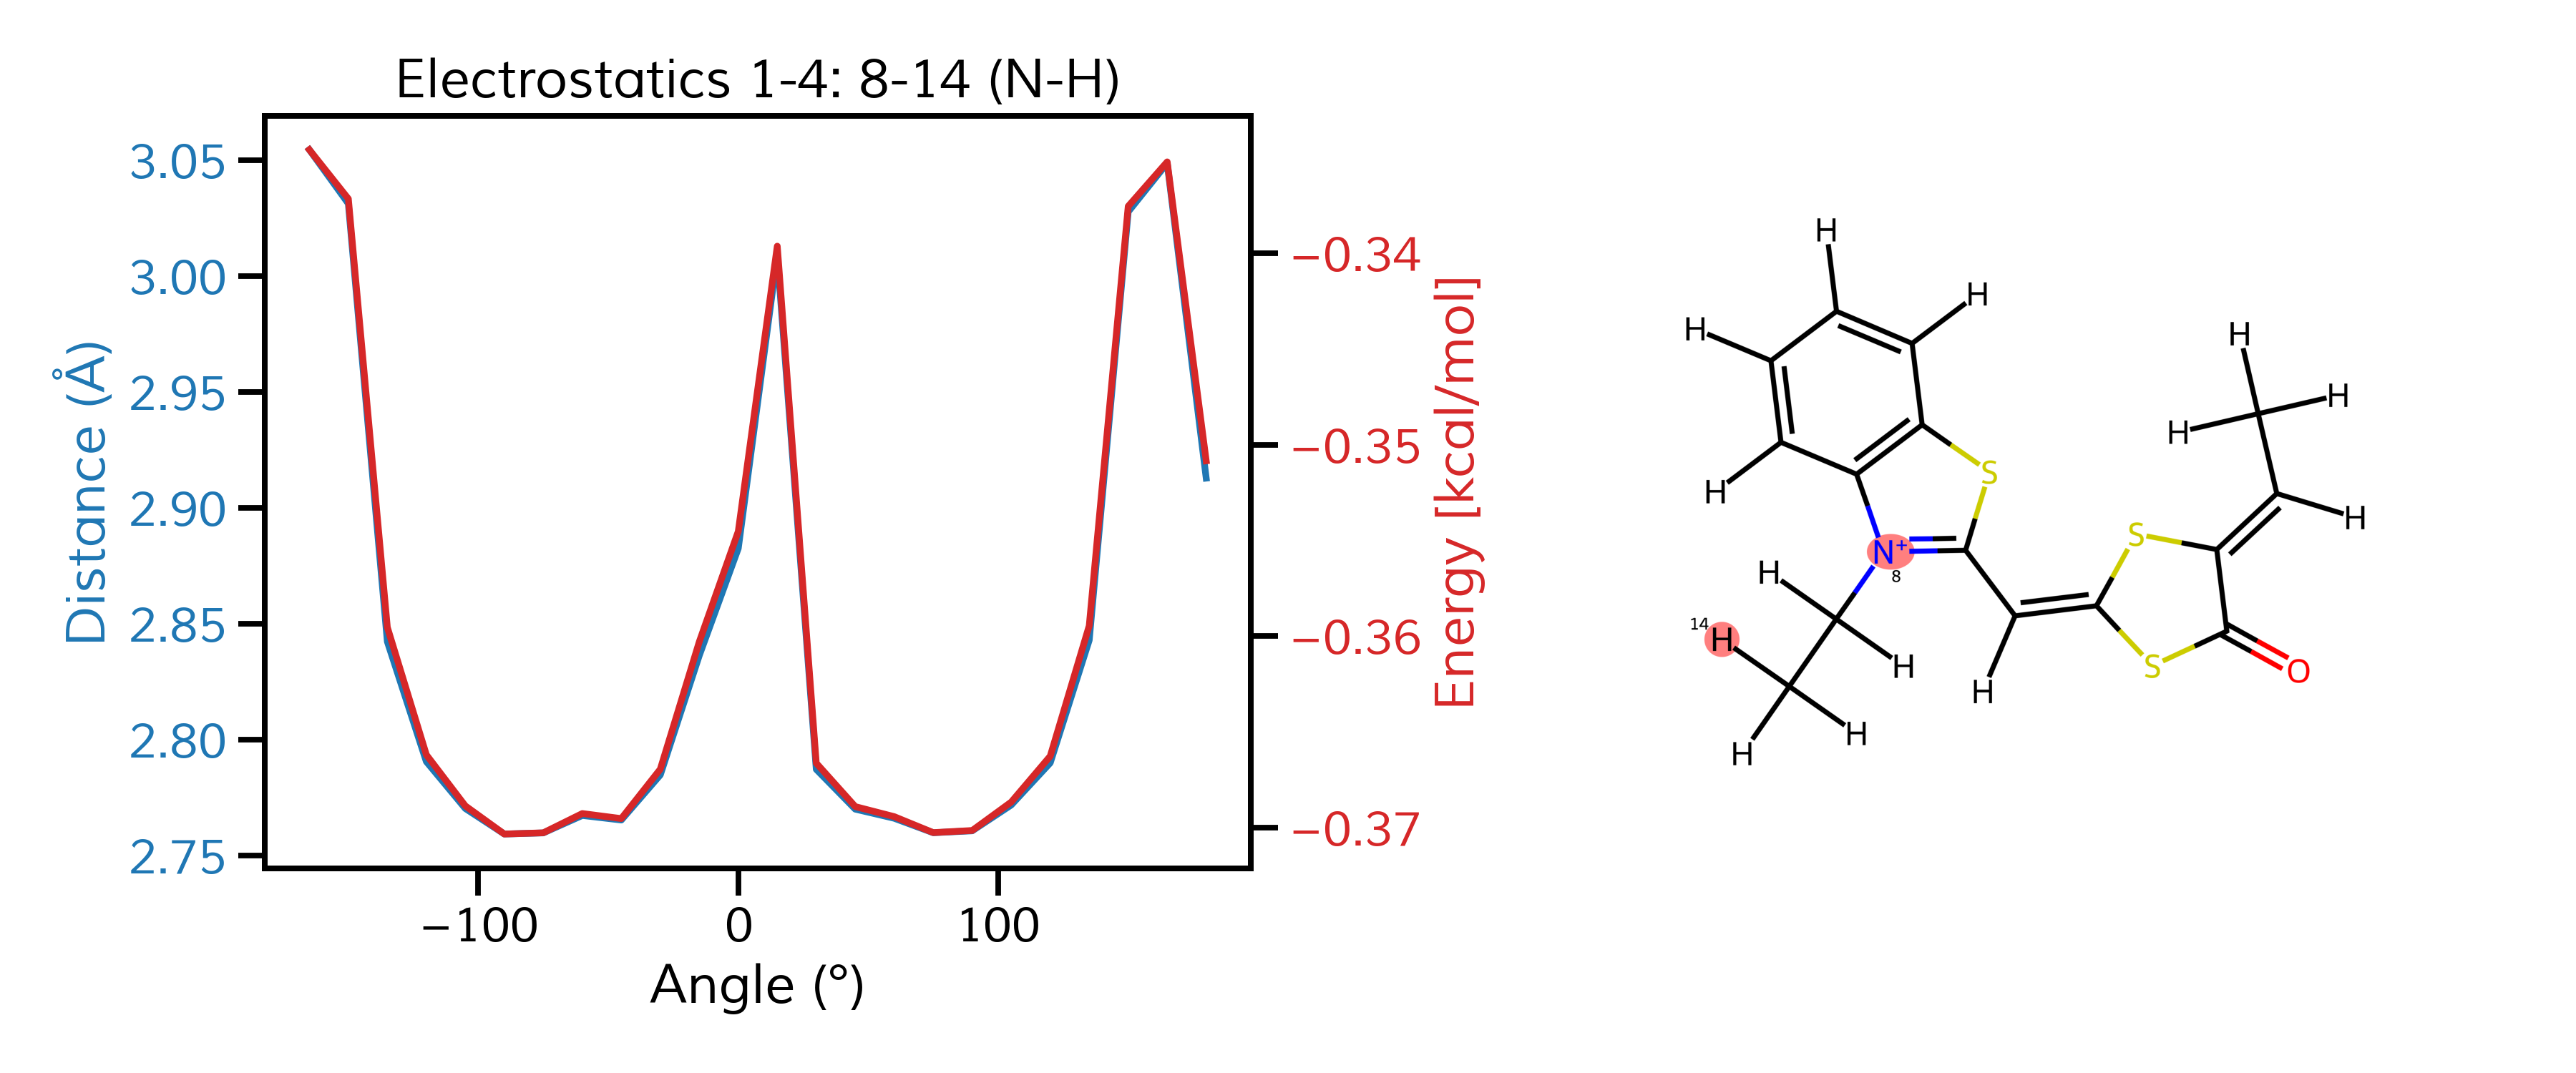 Electrostatics 1-4: 8-14 (N-H)
3.05
3.00
2.95
2.90
2.85
2.80
2.75
Distance (Å)
−100
0
100
Angle (°)
−0.34
−0.35
−0.36
−0.37
Energy [kcal/mol]
H
H
H
H
H
H
H
S
H
H
S
N+
8
H
14
H
H
H
S
O
H
H
H